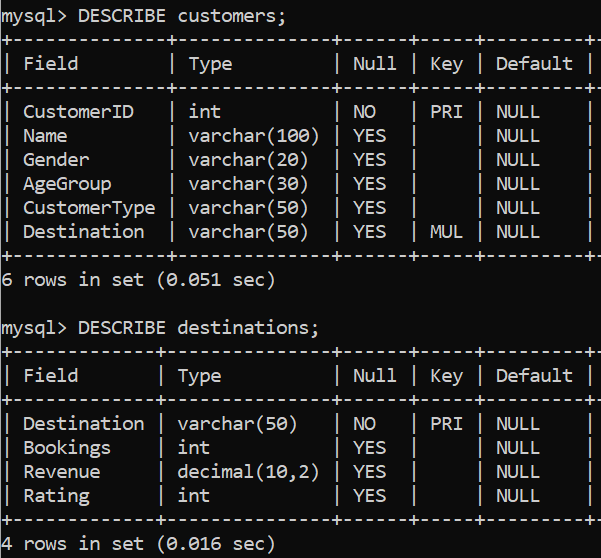 mysql> DESCRIBE customers;
+--------------+--------------+------+-----+---------+
| Field        | Type         | Null | Key | Default |
+--------------+--------------+------+-----+---------+
| CustomerID   | int          | NO   | PRI | NULL    |
| Name         | varchar(100) | YES  |     | NULL    |
| Gender       | varchar(20)  | YES  |     | NULL    |
| AgeGroup     | varchar(30)  | YES  |     | NULL    |
| CustomerType | varchar(50)  | YES  |     | NULL    |
| Destination  | varchar(50)  | YES  | MUL | NULL    |
+--------------+--------------+------+-----+---------+
6 rows in set (0.051 sec)

mysql> DESCRIBE destinations;
+-------------+---------------+------+-----+---------+
| Field       | Type          | Null | Key | Default |
+-------------+---------------+------+-----+---------+
| Destination | varchar(50)   | NO   | PRI | NULL    |
| Bookings    | int           | YES  |     | NULL    |
| Revenue     | decimal(10,2) | YES  |     | NULL    |
| Rating      | int           | YES  |     | NULL    |
+-------------+---------------+------+-----+---------+
4 rows in set (0.016 sec)